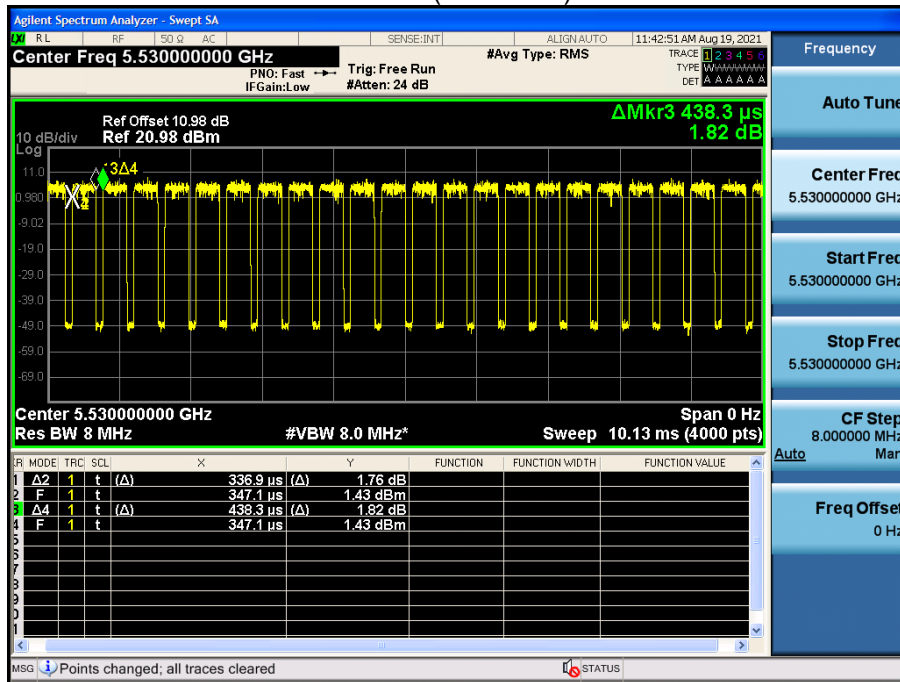 Agilent Spectrum Analyzer - Swept SA
LXI RL RF 50 Ω AC SENSE:INT ALIGN AUTO 11:42:51 AM Aug 19, 2021
Center Freq 5.530000000 GHz
#Avg Type: RMS
TRACE 1 2 3 4 5 6
PNO: Fast
Trig: Free Run
TYPE WWWWWW
IFGain:Low
#Atten: 24 dB
DET A A A A A A
Frequency
Auto Tune
Ref Offset 10.98 dB
ΔMkr3 438.3 µs
10 dB/div Ref 20.98 dBm
1.82 dB
Log
11.0
0.980
-9.02
-19.0
-29.0
-39.0
-49.0
-59.0
-69.0
3Δ4
Center Freq
5.530000000 GHz
Start Freq
5.530000000 GHz
Stop Freq
5.530000000 GHz
CF Step
8.000000 MHz
Auto Man
Freq Offset
0 Hz
Center 5.530000000 GHz
Span 0 Hz
Res BW 8 MHz
#VBW 8.0 MHz*
Sweep 10.13 ms (4000 pts)
MODE TRC SCL X Y FUNCTION FUNCTION WIDTH FUNCTION VALUE
1 Δ2 1 t (Δ) 336.9 µs (Δ) 1.76 dB
2 F 1 t 347.1 µs 1.43 dBm
3 Δ4 1 t (Δ) 438.3 µs (Δ) 1.82 dB
4 F 1 t 347.1 µs 1.43 dBm
5
6
7
8
9
MSG Points changed; all traces cleared
STATUS